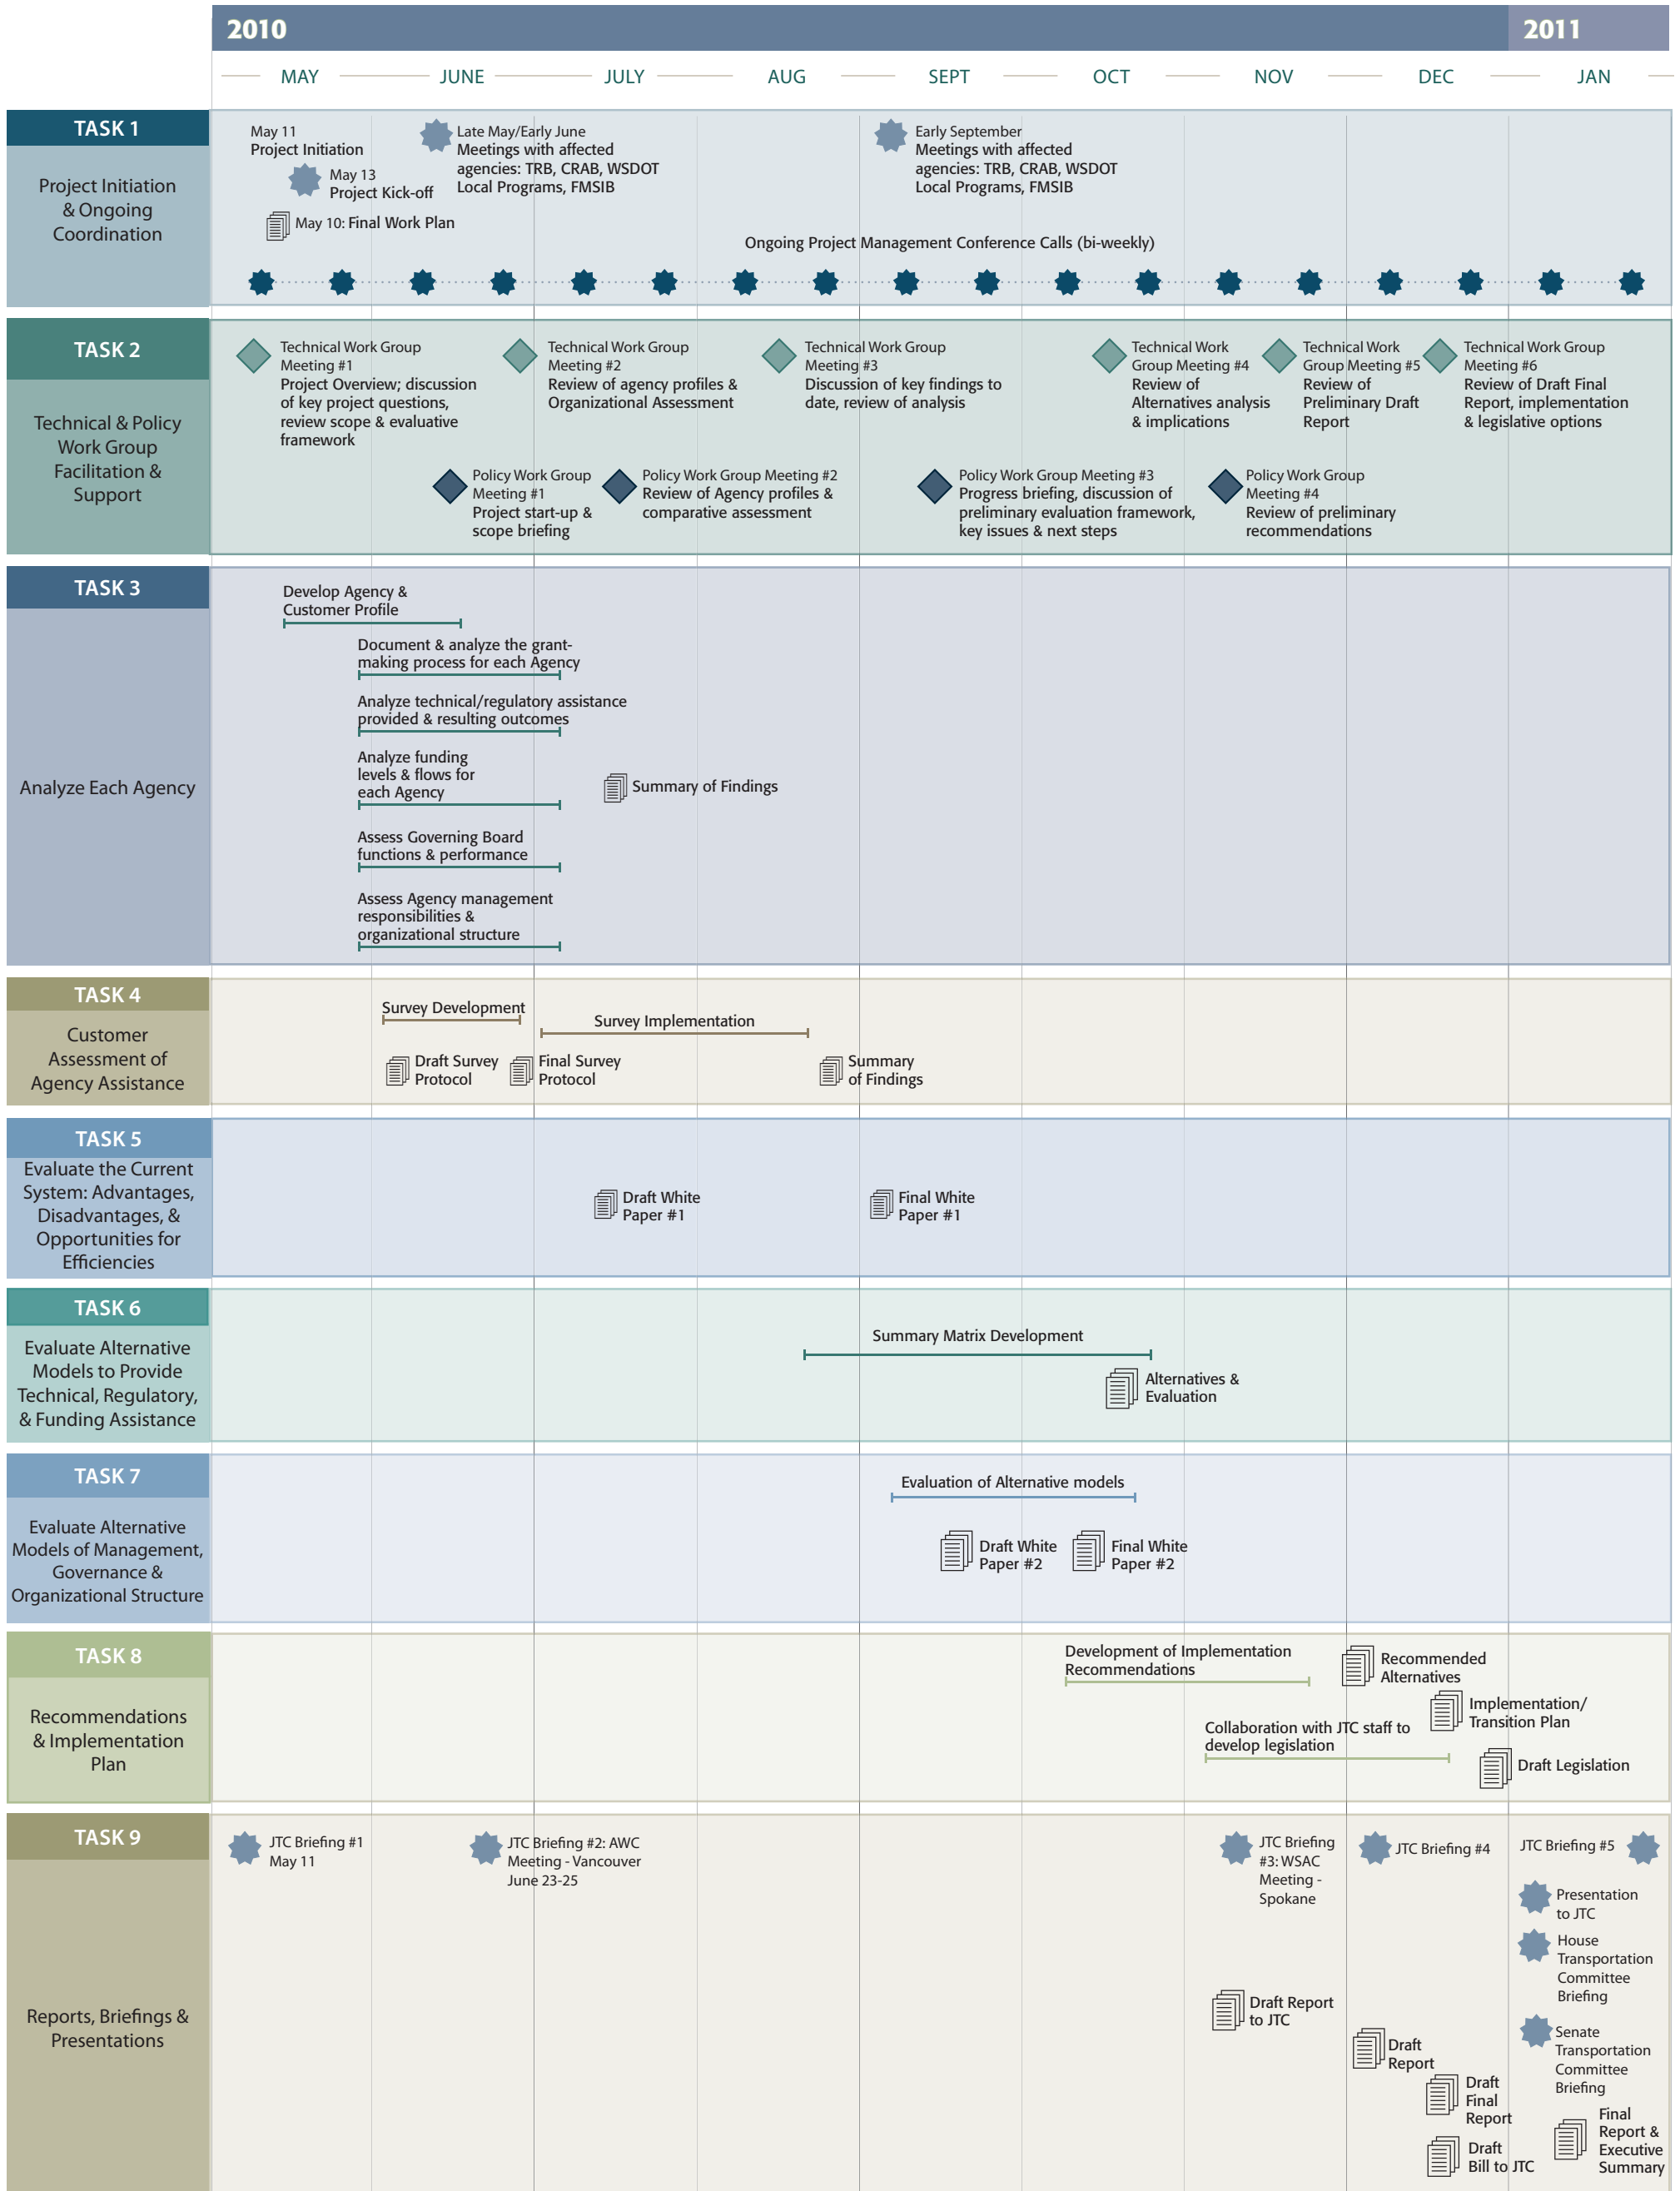 2010
2011
MAY
JUNE
JULY
AUG
SEPT
OCT
NOV
DEC
JAN
TASK 1
Project Initiation
& Ongoing
Coordination
May 11
Project Initiation
May 13
Project Kick-off
May 10: Final Work Plan
Late May/Early June
Meetings with affected
agencies: TRB, CRAB, WSDOT
Local Programs, FMSIB
Early September
Meetings with affected
agencies: TRB, CRAB, WSDOT
Local Programs, FMSIB
Ongoing Project Management Conference Calls (bi-weekly)
TASK 2
Technical & Policy
Work Group
Facilitation &
Support
Technical Work Group
Meeting #1
Project Overview; discussion
of key project questions,
review scope & evaluative
framework
Technical Work Group
Meeting #2
Review of agency profiles &
Organizational Assessment
Technical Work Group
Meeting #3
Discussion of key findings to
date, review of analysis
Technical Work
Group Meeting #4
Review of
Alternatives analysis
& implications
Technical Work
Group Meeting #5
Review of
Preliminary Draft
Report
Technical Work Group
Meeting #6
Review of Draft Final
Report, implementation
& legislative options
Policy Work Group
Meeting #1
Project start-up &
scope briefing
Policy Work Group Meeting #2
Review of Agency profiles &
comparative assessment
Policy Work Group Meeting #3
Progress briefing, discussion of
preliminary evaluation framework,
key issues & next steps
Policy Work Group
Meeting #4
Review of preliminary
recommendations
TASK 3
Analyze Each Agency
Develop Agency &
Customer Profile
Document & analyze the grant-
making process for each Agency
Analyze technical/regulatory assistance
provided & resulting outcomes
Analyze funding
levels & flows for
each Agency
Summary of Findings
Assess Governing Board
functions & performance
Assess Agency management
responsibilities &
organizational structure
TASK 4
Customer
Assessment of
Agency Assistance
Survey Development
Survey Implementation
Draft Survey
Protocol
Final Survey
Protocol
Summary
of Findings
TASK 5
Evaluate the Current
System: Advantages,
Disadvantages, &
Opportunities for
Efficiencies
Draft White
Paper #1
Final White
Paper #1
TASK 6
Evaluate Alternative
Models to Provide
Technical, Regulatory,
& Funding Assistance
Summary Matrix Development
Alternatives &
Evaluation
TASK 7
Evaluate Alternative
Models of Management,
Governance &
Organizational Structure
Evaluation of Alternative models
Draft White
Paper #2
Final White
Paper #2
TASK 8
Recommendations
& Implementation
Plan
Development of Implementation
Recommendations
Recommended
Alternatives
Implementation/
Transition Plan
Collaboration with JTC staff to
develop legislation
Draft Legislation
TASK 9
Reports, Briefings &
Presentations
JTC Briefing #1
May 11
JTC Briefing #2: AWC
Meeting - Vancouver
June 23-25
JTC Briefing
#3: WSAC
Meeting -
Spokane
JTC Briefing #4
JTC Briefing #5
Presentation
to JTC
House
Transportation
Committee
Briefing
Draft Report
to JTC
Senate
Transportation
Committee
Briefing
Draft
Report
Draft
Final
Report
Draft
Bill to JTC
Final
Report &
Executive
Summary